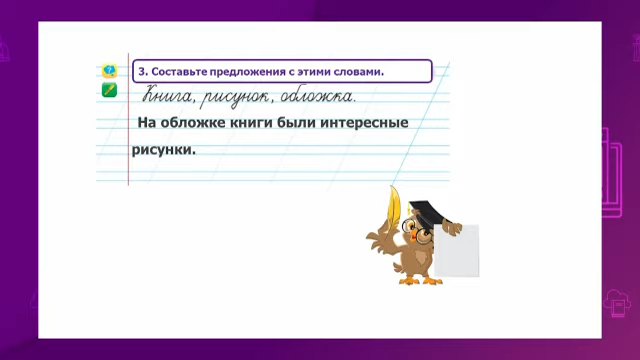 3. Составьте предложения с этими словами.
Книга, рисунок, обложка.
На обложке книги были интересные
рисунки.